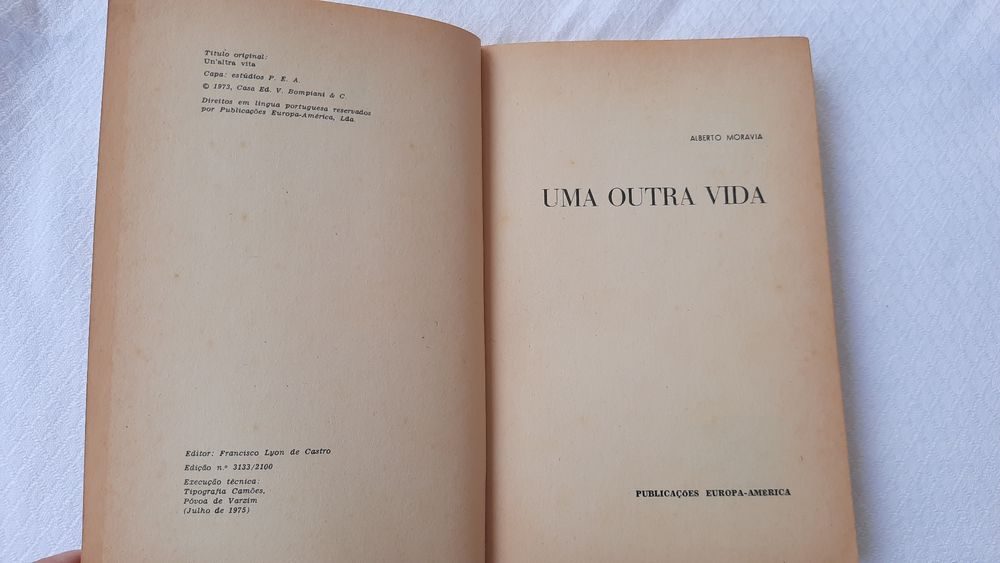 Título original:
Un'altra vita
Capa: estúdios P. E. A.
© 1973, Casa Ed. V. Bompiani & C.
Direitos em língua portuguesa reservados
por Publicações Europa-América, Lda.
Editor: Francisco Lyon de Castro
Edição n.º 3133/2100
Execução técnica:
Tipografia Camões,
Póvoa de Varzim
(Julho de 1975)
ALBERTO MORAVIA
UMA OUTRA VIDA
PUBLICAÇÕES EUROPA-AMÉRICA